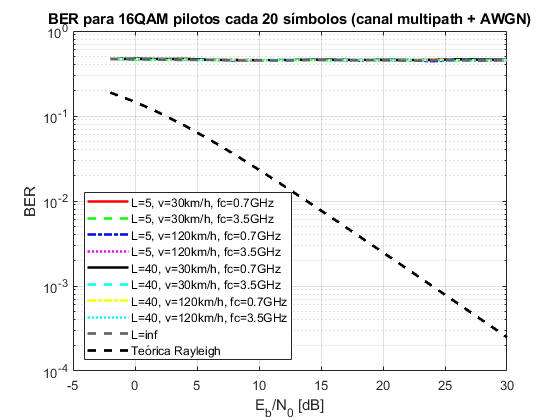 BER para 16QAM pilotos cada 20 símbolos (canal multipath + AWGN)
10^0
10^-1
10^-2
10^-3
10^-4
BER
L=5, v=30km/h, fc=0.7GHz
L=5, v=30km/h, fc=3.5GHz
L=5, v=120km/h, fc=0.7GHz
L=5, v=120km/h, fc=3.5GHz
L=40, v=30km/h, fc=0.7GHz
L=40, v=30km/h, fc=3.5GHz
L=40, v=120km/h, fc=0.7GHz
L=40, v=120km/h, fc=3.5GHz
L=inf
Teórica Rayleigh
-5 0 5 10 15 20 25 30
E_b/N_0 [dB]